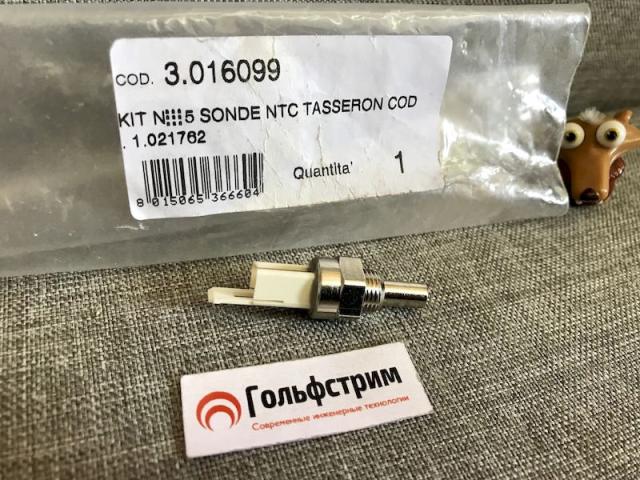 COD. 3.016099
KIT N 5 SONDE NTC TASSERON COD
. 1.021762
Quantita' 1
8 015065 366604
Гольфстрим
Современные инженерные технологии